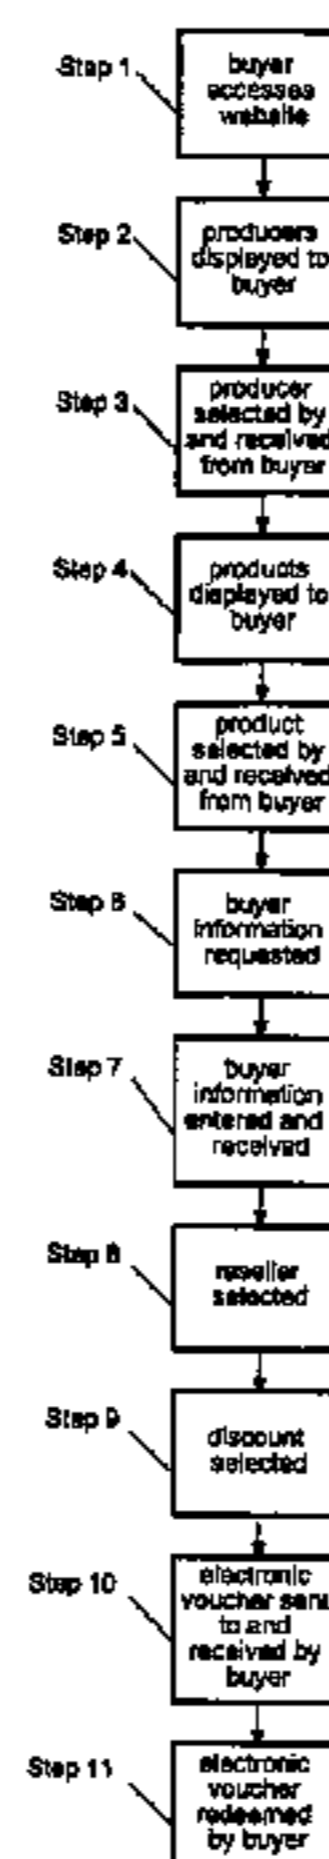 Step 1
buyer
accesses
website
Step 2
producers
displayed to
buyer
Step 3
producer
selected by
and received
from buyer
Step 4
products
displayed to
buyer
Step 5
product
selected by
and received
from buyer
Step 6
buyer
information
requested
Step 7
buyer
information
entered and
received
Step 8
reseller
selected
Step 9
discount
selected
Step 10
electronic
voucher sent
to and
received by
buyer
Step 11
electronic
voucher
redeemed
by buyer